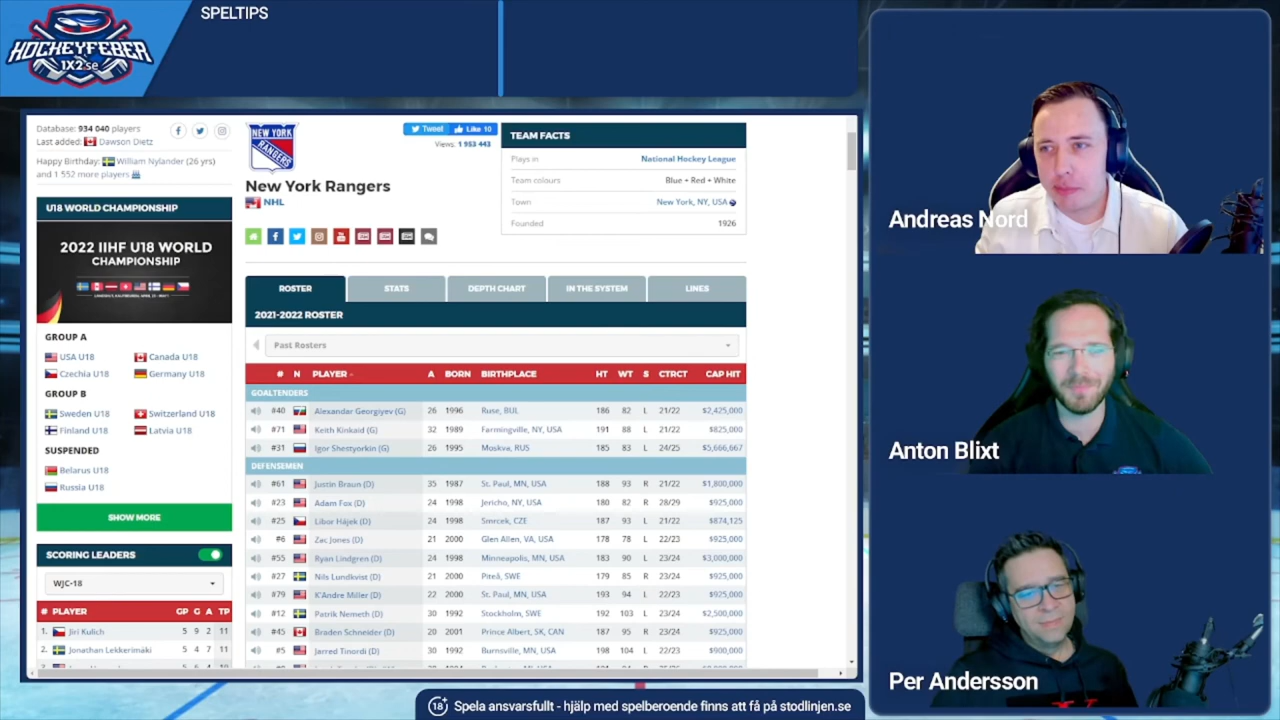 SPELTIPS
HOCKEYFEBER
1X2.se
Database: 934 040 players
Last added: Dawson Dietz
Happy Birthday: William Nylander (26 yrs)
and 1 552 more players
U18 WORLD CHAMPIONSHIP
2022 IIHF U18 WORLD
CHAMPIONSHIP
GROUP A
USA U18 Canada U18
Czechia U18 Germany U18
GROUP B
Sweden U18 Switzerland U18
Finland U18 Latvia U18
SUSPENDED
Belarus U18
Russia U18
SHOW MORE
SCORING LEADERS
WJC-18
# PLAYER GP G A TP
1. Jiri Kulich 5 9 2 11
2. Jonathan Lekkerimäki 5 4 7 11
NEW YORK
RANGERS
Tweet Like 10
Views: 1 953 443
New York Rangers
NHL
TEAM FACTS
Plays in National Hockey League
Team colours Blue + Red + White
Town New York, NY, USA
Founded 1926
ROSTER STATS DEPTH CHART IN THE SYSTEM LINES
2021-2022 ROSTER
Past Rosters
# N PLAYER A BORN BIRTHPLACE HT WT S CTRCT CAP HIT
GOALTENDERS
#40 Alexandar Georgiyev (G) 26 1996 Ruse, BUL 186 82 L 21/22 $2,425,000
#71 Keith Kinkaid (G) 32 1989 Farmingville, NY, USA 191 88 L 21/22 $825,000
#31 Igor Shestyorkin (G) 26 1995 Moskva, RUS 185 83 L 24/25 $5,666,667
DEFENSEMEN
#61 Justin Braun (D) 35 1987 St. Paul, MN, USA 188 93 R 21/22 $1,800,000
#23 Adam Fox (D) 24 1998 Jericho, NY, USA 180 82 R 28/29 $925,000
#25 Libor Hájek (D) 24 1998 Smrcek, CZE 187 93 L 21/22 $874,125
#6 Zac Jones (D) 21 2000 Glen Allen, VA, USA 178 78 L 22/23 $925,000
#55 Ryan Lindgren (D) 24 1998 Minneapolis, MN, USA 183 90 L 23/24 $3,000,000
#27 Nils Lundkvist (D) 21 2000 Piteå, SWE 179 85 R 23/24 $925,000
#79 K'Andre Miller (D) 22 2000 St. Paul, MN, USA 193 94 L 22/23 $925,000
#12 Patrik Nemeth (D) 30 1992 Stockholm, SWE 192 103 L 23/24 $2,500,000
#45 Braden Schneider (D) 20 2001 Prince Albert, SK, CAN 187 95 R 23/24 $925,000
#5 Jarred Tinordi (D) 30 1992 Burnsville, MN, USA 198 104 L 22/23 $900,000
Andreas Nord
Anton Blixt
Per Andersson
18+ Spela ansvarsfullt - hjälp med spelberoende finns att få på stodlinjen.se